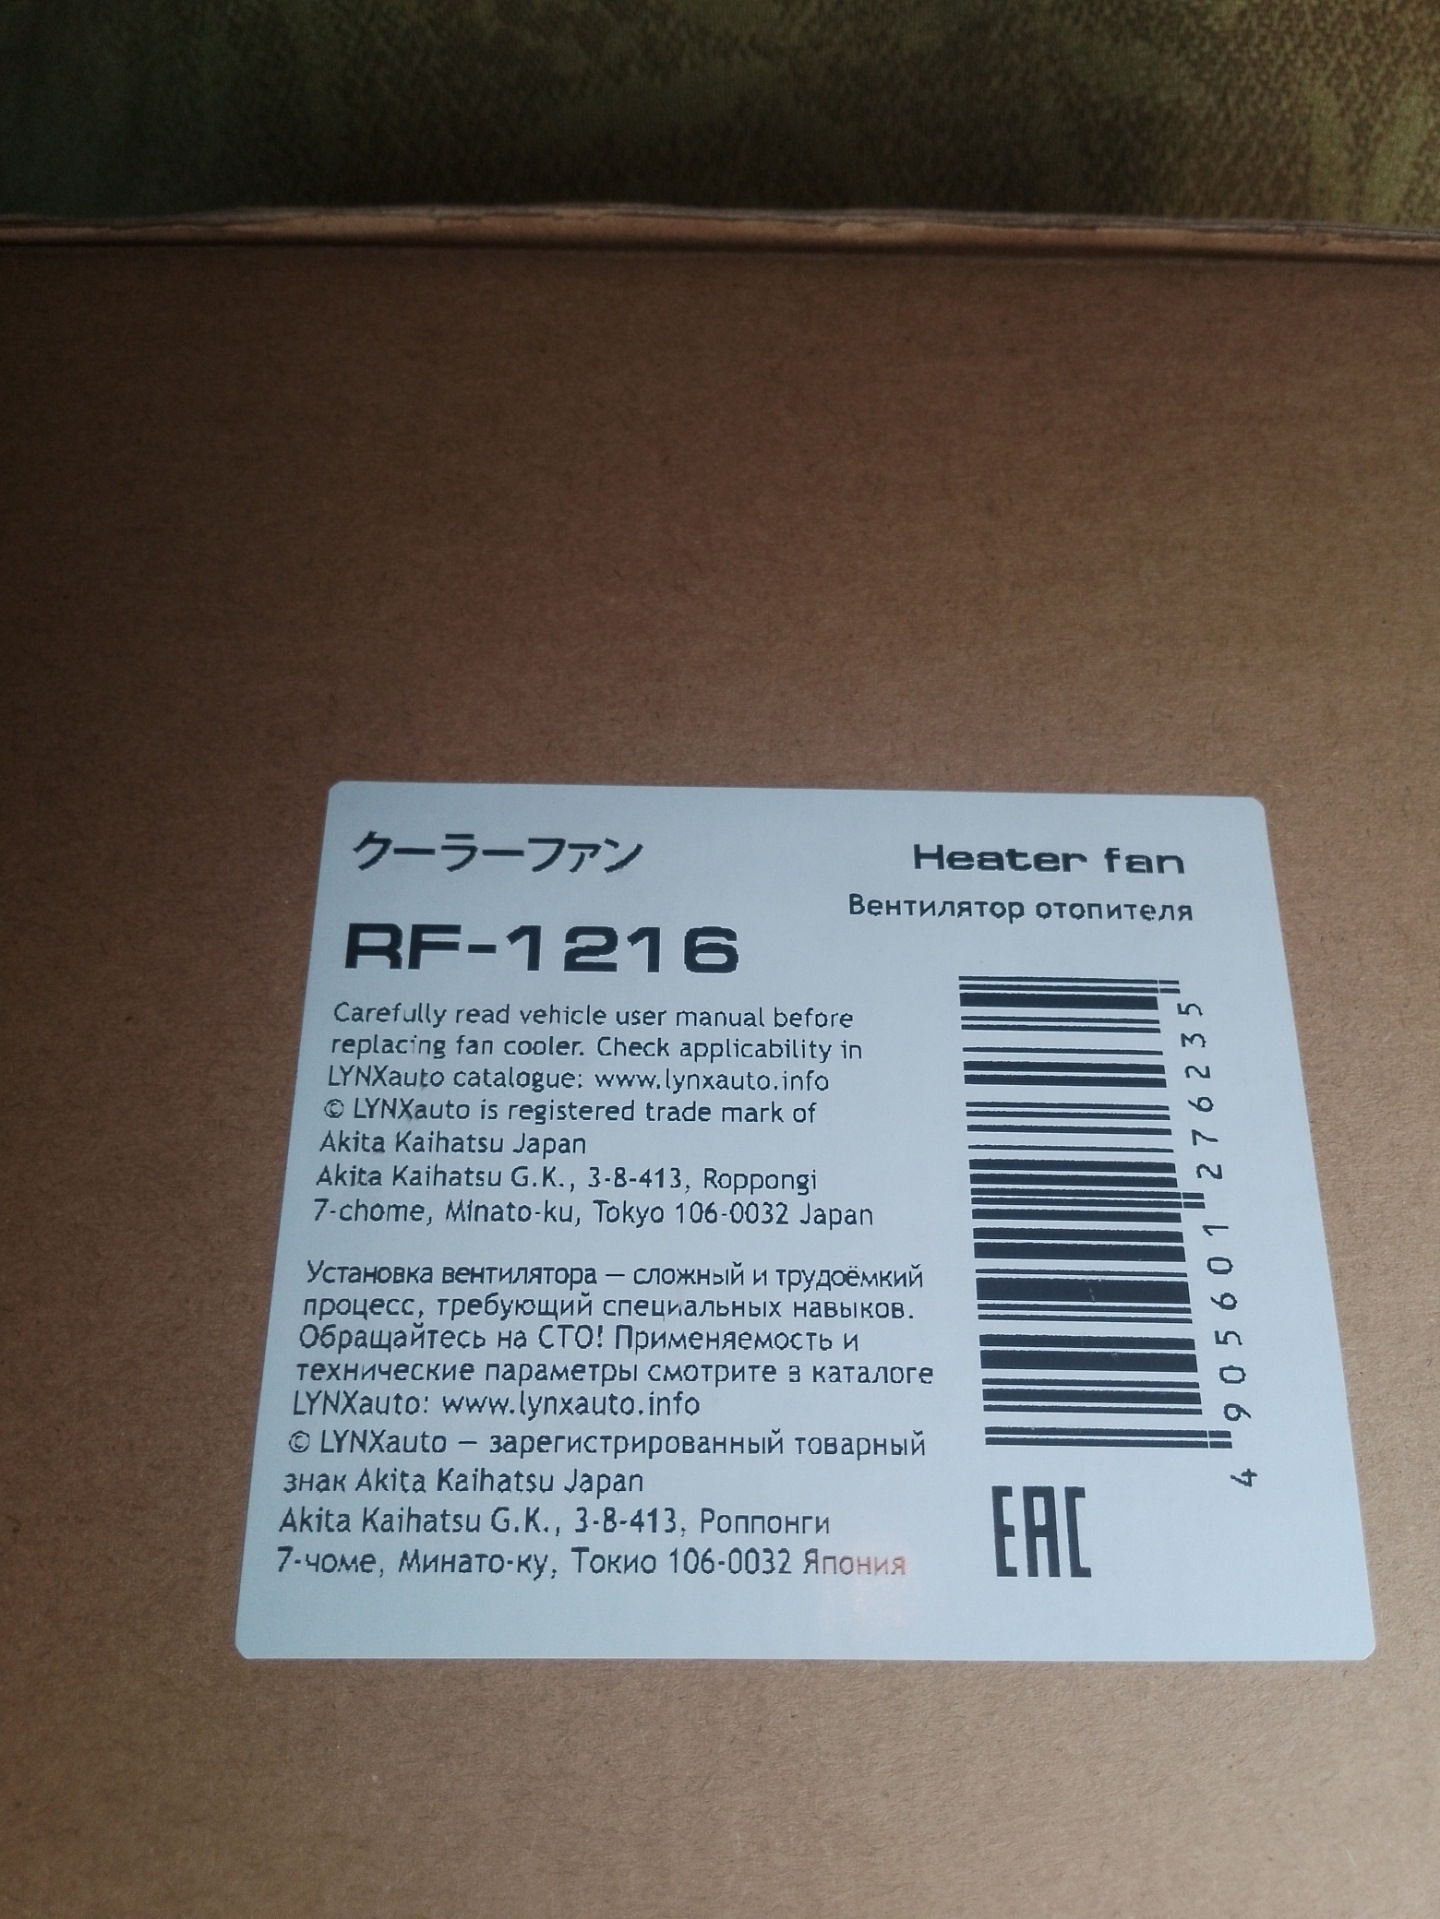 クーラーファン
Heater fan
Вентилятор отопителя
RF-1216
Carefully read vehicle user manual before
replacing fan cooler. Check applicability in
LYNXauto catalogue: www.lynxauto.info
© LYNXauto is registered trade mark of
Akita Kaihatsu Japan
Akita Kaihatsu G.K., 3-8-413, Roppongi
7-chome, Minato-ku, Tokyo 106-0032 Japan
Установка вентилятора — сложный и трудоёмкий
процесс, требующий специальных навыков.
Обращайтесь на СТО! Применяемость и
технические параметры смотрите в каталоге
LYNXauto: www.lynxauto.info
© LYNXauto — зарегистрированный товарный
знак Akita Kaihatsu Japan
Akita Kaihatsu G.K., 3-8-413, Роппонги
7-чоме, Минато-ку, Токио 106-0032 Япония
4 905601 276235
EAC